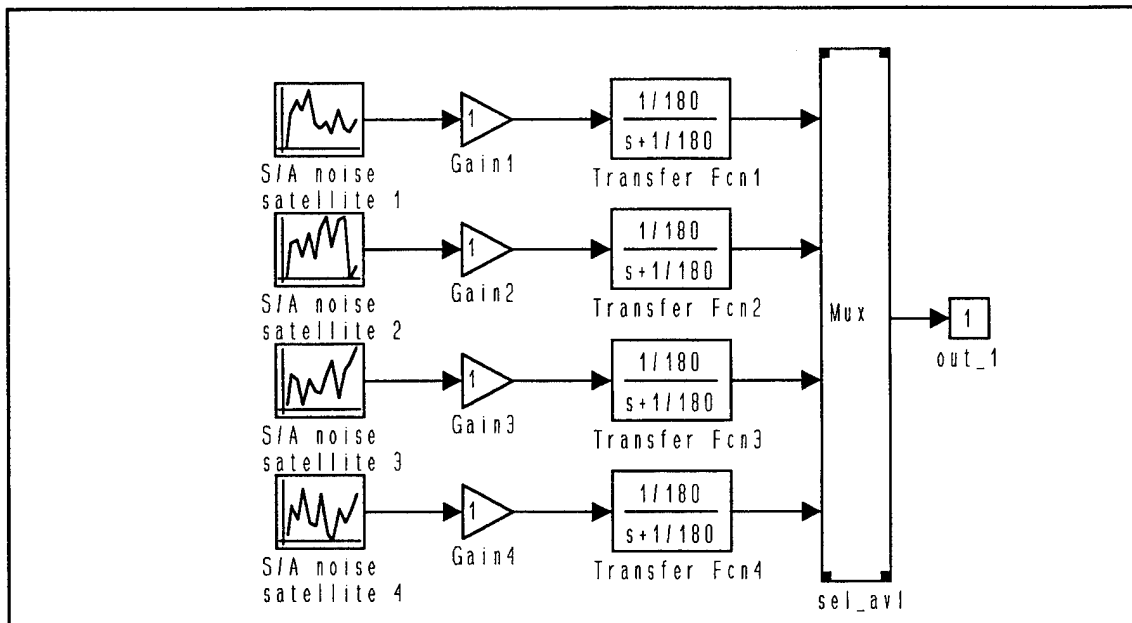 1
1/180
s+1/180
S/A noise
satellite 1
Gain1
Transfer Fcn1
1
1/180
s+1/180
S/A noise
satellite 2
Gain2
Transfer Fcn2
Mux
1
out_1
1
1/180
s+1/180
S/A noise
satellite 3
Gain3
Transfer Fcn3
1
1/180
s+1/180
S/A noise
satellite 4
Gain4
Transfer Fcn4
sel_avl